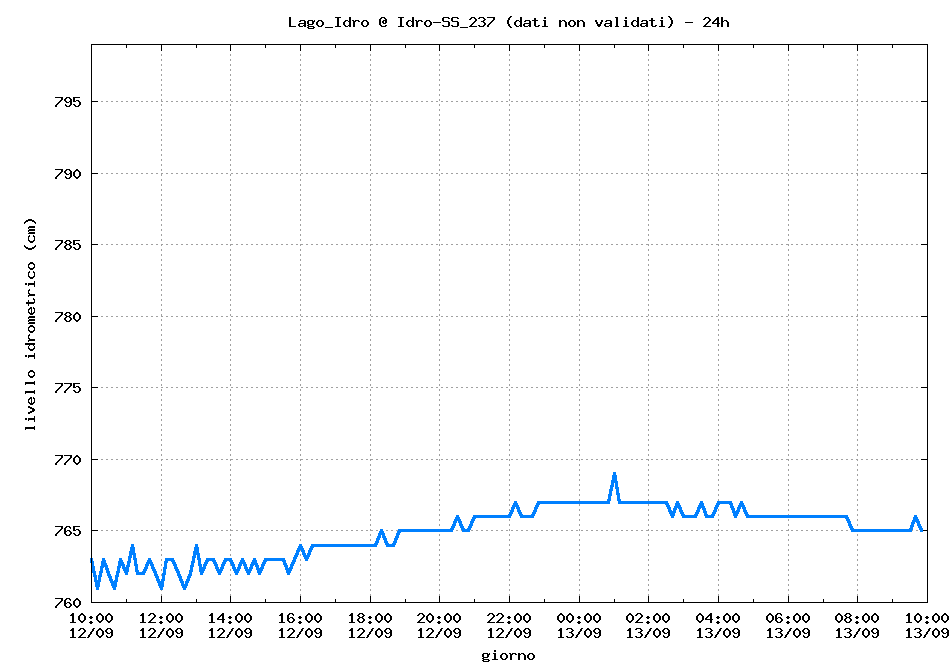 Lago_Idro @ Idro-SS_237 (dati non validati) - 24h
livello idrometrico (cm)
795
790
785
780
775
770
765
760
10:00 12:00 14:00 16:00 18:00 20:00 22:00 00:00 02:00 04:00 06:00 08:00 10:00
12/09 12/09 12/09 12/09 12/09 12/09 12/09 13/09 13/09 13/09 13/09 13/09 13/09
giorno